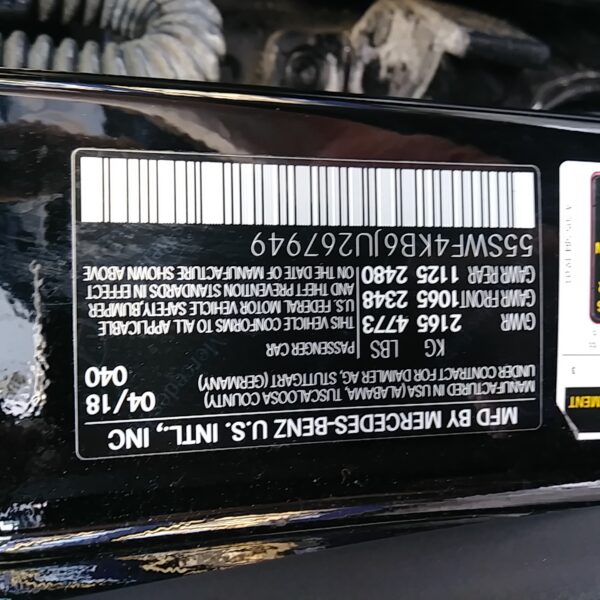 MFD BY MERCEDES-BENZ U.S. INTL, INC
MANUFACTURED IN USA (ALABAMA, TUSCALOOSA COUNTY)
UNDER CONTRACT FOR DAIMLER AG, STUTTGART (GERMANY)
04/18
040
PASSENGER CAR
KG LBS
THIS VEHICLE CONFORMS TO ALL APPLICABLE
U.S. FEDERAL MOTOR VEHICLE SAFETY,BUMPER
AND THEFT PREVENTION STANDARDS IN EFFECT
ON THE DATE OF MANUFACTURE SHOWN ABOVE
GVWR 2165 4773
GAWR FRONT 1065 2348
GAWR REAR 1125 2480
55SWF4KB6JU267949